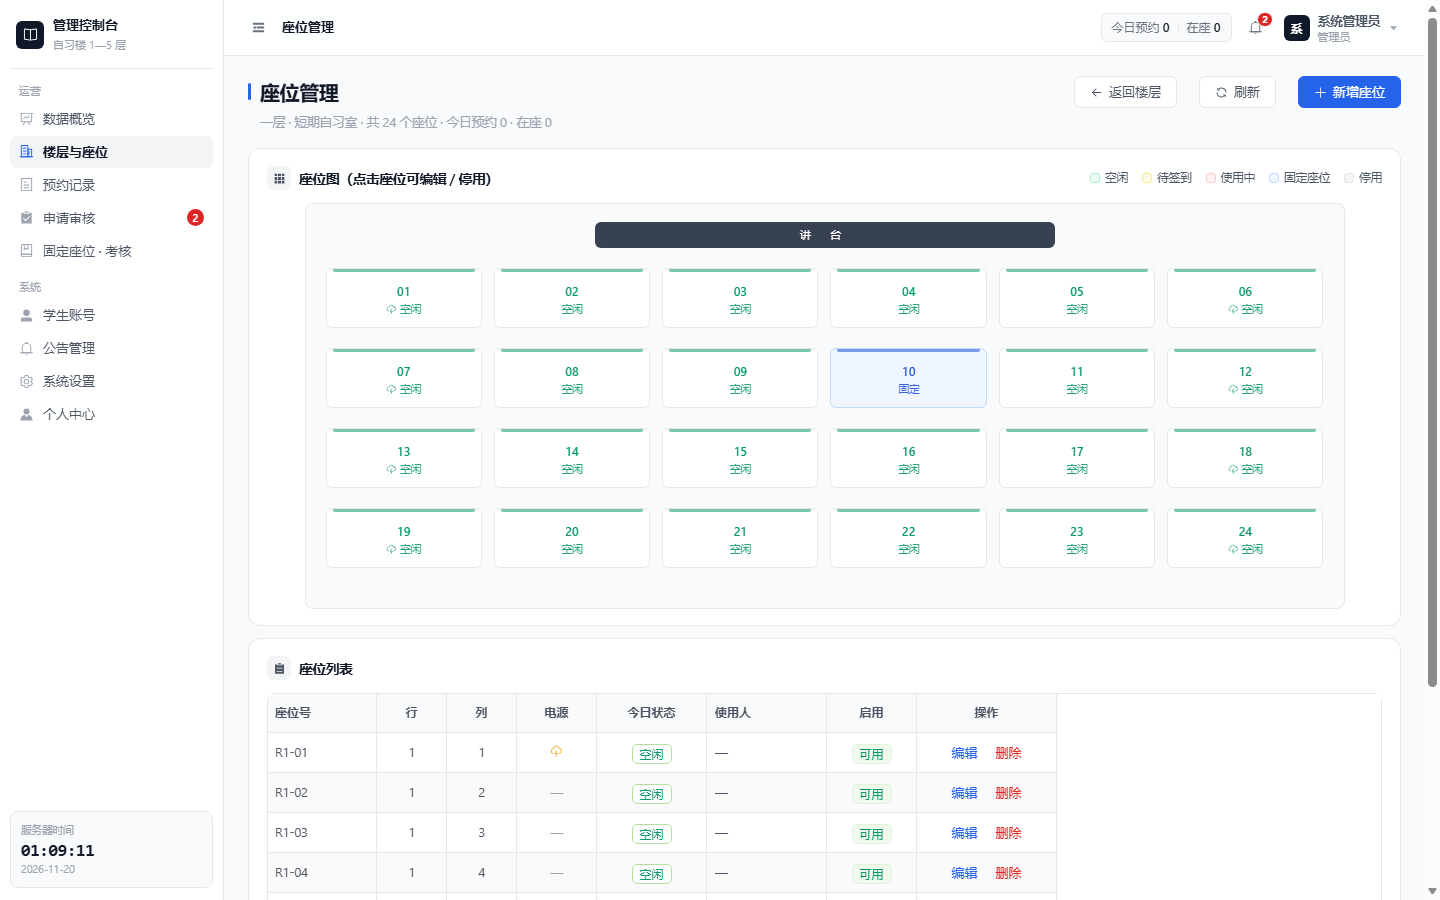 管理控制台
自习楼 1—5 层
运营
数据概览
楼层与座位
预约记录
申请审核 2
固定座位 · 考核
系统
学生账号
公告管理
系统设置
个人中心
服务器时间
01:09:11
2026-11-20
座位管理
今日预约 0 在座 0
2
系
系统管理员
管理员
座位管理
一层 · 短期自习室 · 共 24 个座位 · 今日预约 0 · 在座 0
返回楼层
刷新
新增座位
座位图（点击座位可编辑 / 停用）
空闲 待签到 使用中 固定座位 停用
讲 台
01 02 03 04 05 06
空闲 空闲 空闲 空闲 空闲 空闲
07 08 09 10 11 12
空闲 空闲 空闲 固定 空闲 空闲
13 14 15 16 17 18
空闲 空闲 空闲 空闲 空闲 空闲
19 20 21 22 23 24
空闲 空闲 空闲 空闲 空闲 空闲
座位列表
座位号 行 列 电源 今日状态 使用人 启用 操作
R1-01 1 1 空闲 — 可用 编辑 删除
R1-02 1 2 — 空闲 — 可用 编辑 删除
R1-03 1 3 — 空闲 — 可用 编辑 删除
R1-04 1 4 — 空闲 — 可用 编辑 删除